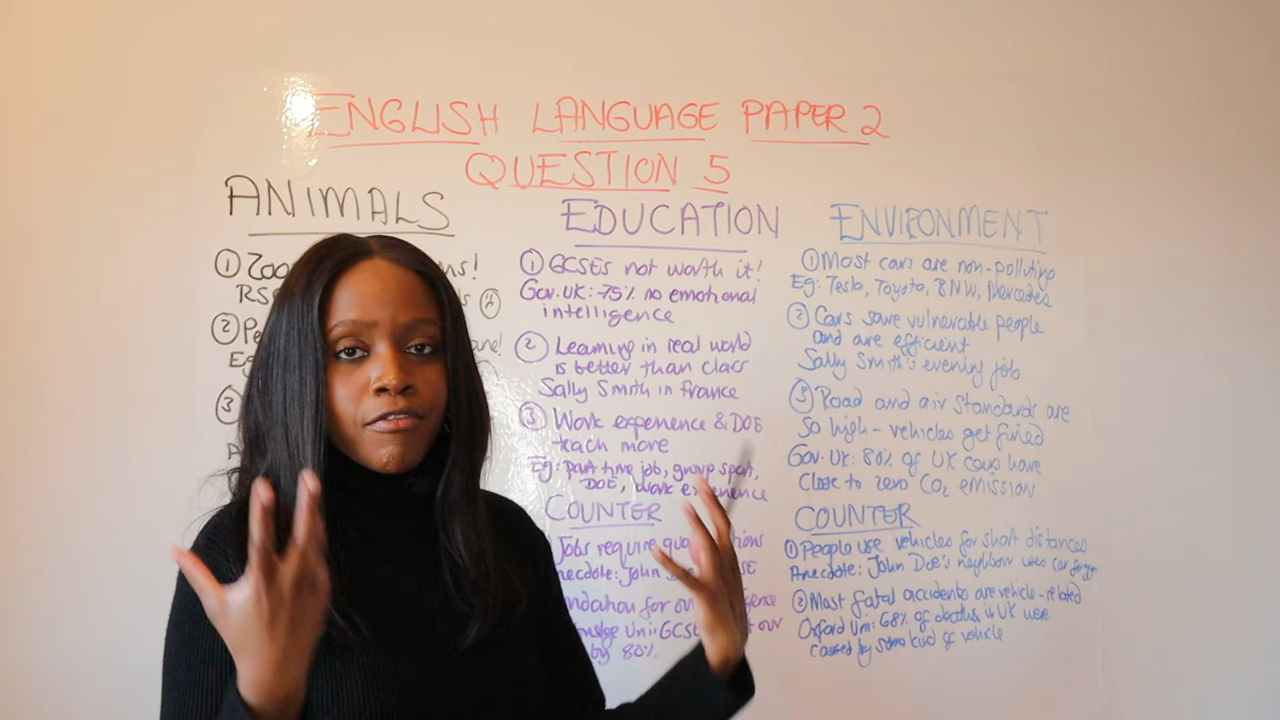 ENGLISH LANGUAGE PAPER 2
QUESTION 5
ANIMALS
① Zoo ns!
RS ④
②
Eg
③
EDUCATION
① GCSEs not worth it!
Gov.UK: 75% no emotional
intelligence
② Learning in real world
is better than class
Sally Smith in france
③ Work experience & DOE
teach more
Eg: part time job, group sport,
DOE, work experience
COUNTER
Jobs require
John
by 80%.
ENVIRONMENT
① Most cars are non-polluting
Eg: Tesla, Toyota, BMW, Mercedes
② Cars save vulnerable people
and are efficient
Sally Smith's evening job
③ Road and air standards are
so high - vehicles get fined
Gov.UK: 80% of UK cars have
close to zero CO2 emission
COUNTER
① People use vehicles for short distances
Anecdote: John Doe's neighbour uses car for gym
② Most fatal accidents are vehicle-related
Oxford Uni: 68% of deaths in UK were
caused by some kind of vehicle